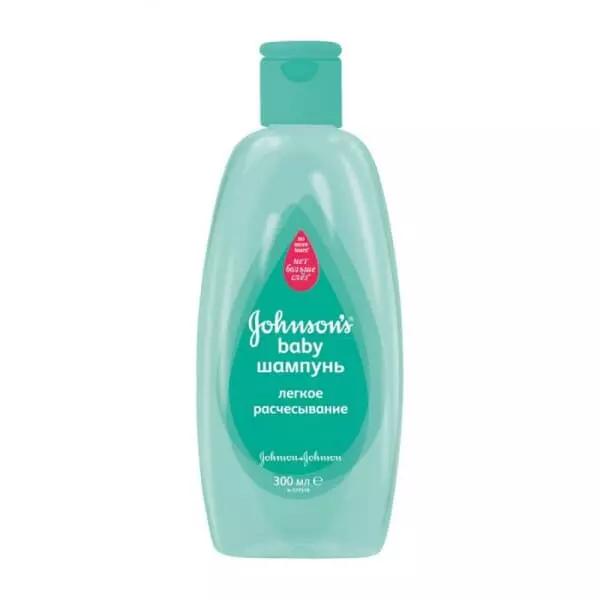 no
more
tears®
нет
больше
слёз®
Johnson's®
baby
шампунь
легкое
расчесывание
Johnson & Johnson
300 мл ℮